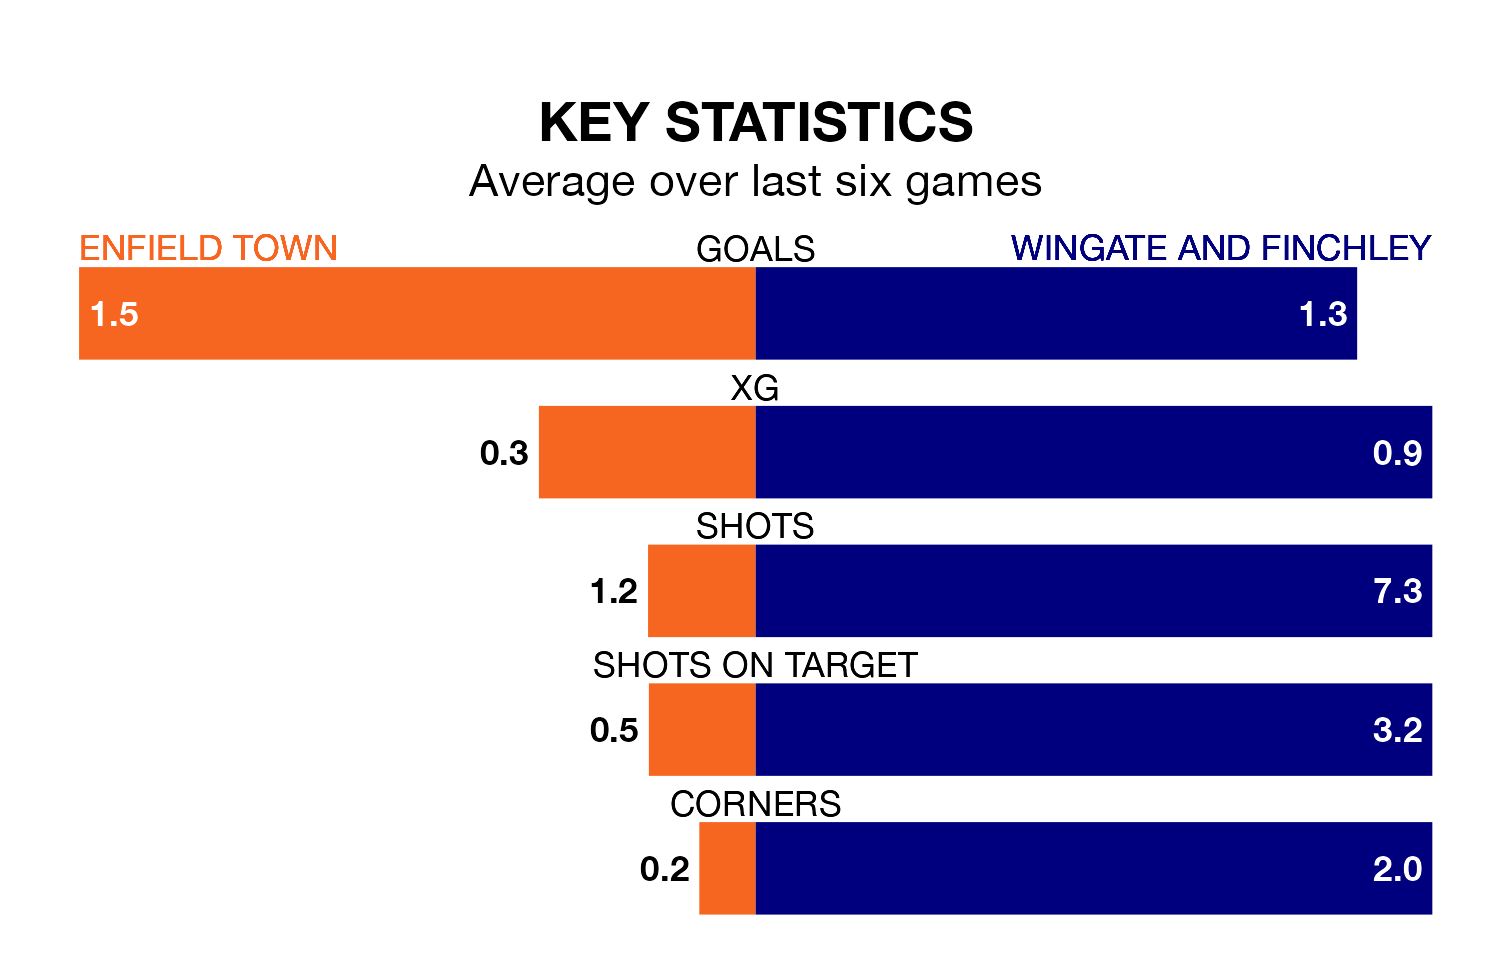 KEY STATISTICS
Average over last six games
ENFIELD TOWN GOALS WINGATE AND FINCHLEY
1.5 1.3
XG
0.3 0.9
SHOTS
1.2 7.3
SHOTS ON TARGET
0.5 3.2
CORNERS
0.2 2.0